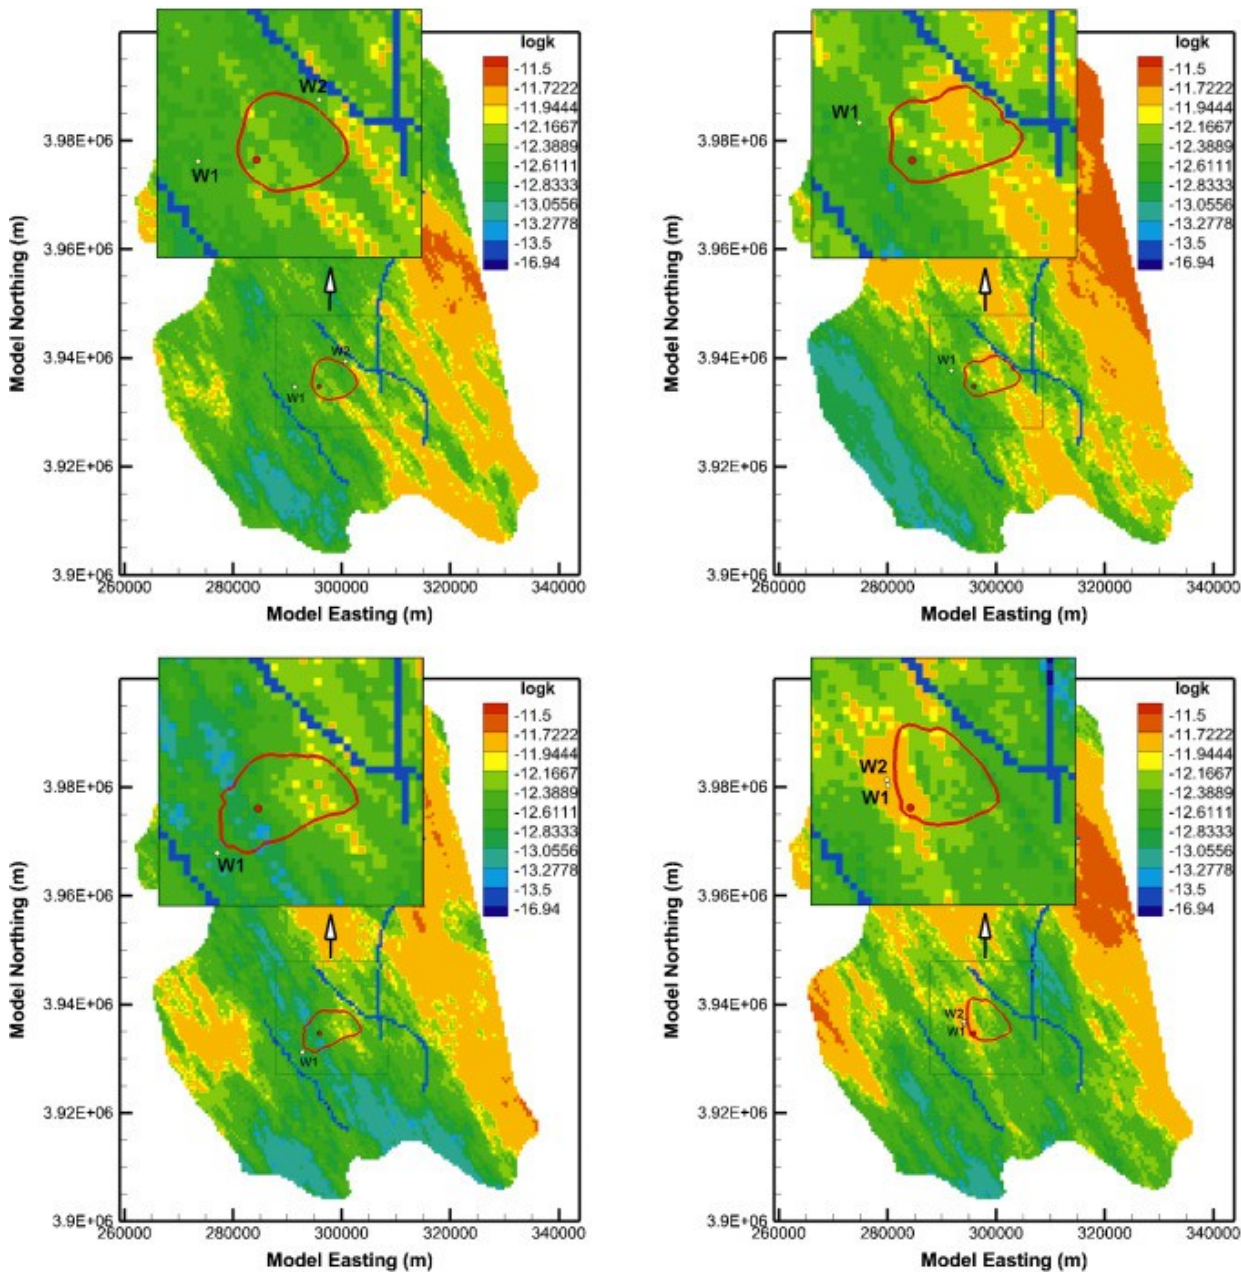 logk
-11.5
-11.7222
-11.9444
-12.1667
-12.3889
-12.6111
-12.8333
-13.0556
-13.2778
-13.5
-16.94
W2
W1
W2
W1
3.98E+06
3.96E+06
3.94E+06
3.92E+06
3.9E+06
Model Northing (m)
260000 280000 300000 320000 340000
Model Easting (m)
logk
-11.5
-11.7222
-11.9444
-12.1667
-12.3889
-12.6111
-12.8333
-13.0556
-13.2778
-13.5
-16.94
W1
W1
3.98E+06
3.96E+06
3.94E+06
3.92E+06
3.9E+06
Model Northing (m)
260000 280000 300000 320000 340000
Model Easting (m)
logk
-11.5
-11.7222
-11.9444
-12.1667
-12.3889
-12.6111
-12.8333
-13.0556
-13.2778
-13.5
-16.94
W1
W1
3.98E+06
3.96E+06
3.94E+06
3.92E+06
3.9E+06
Model Northing (m)
260000 280000 300000 320000 340000
Model Easting (m)
logk
-11.5
-11.7222
-11.9444
-12.1667
-12.3889
-12.6111
-12.8333
-13.0556
-13.2778
-13.5
-16.94
W2
W1
W2
W1
3.98E+06
3.96E+06
3.94E+06
3.92E+06
3.9E+06
Model Northing (m)
260000 280000 300000 320000 340000
Model Easting (m)